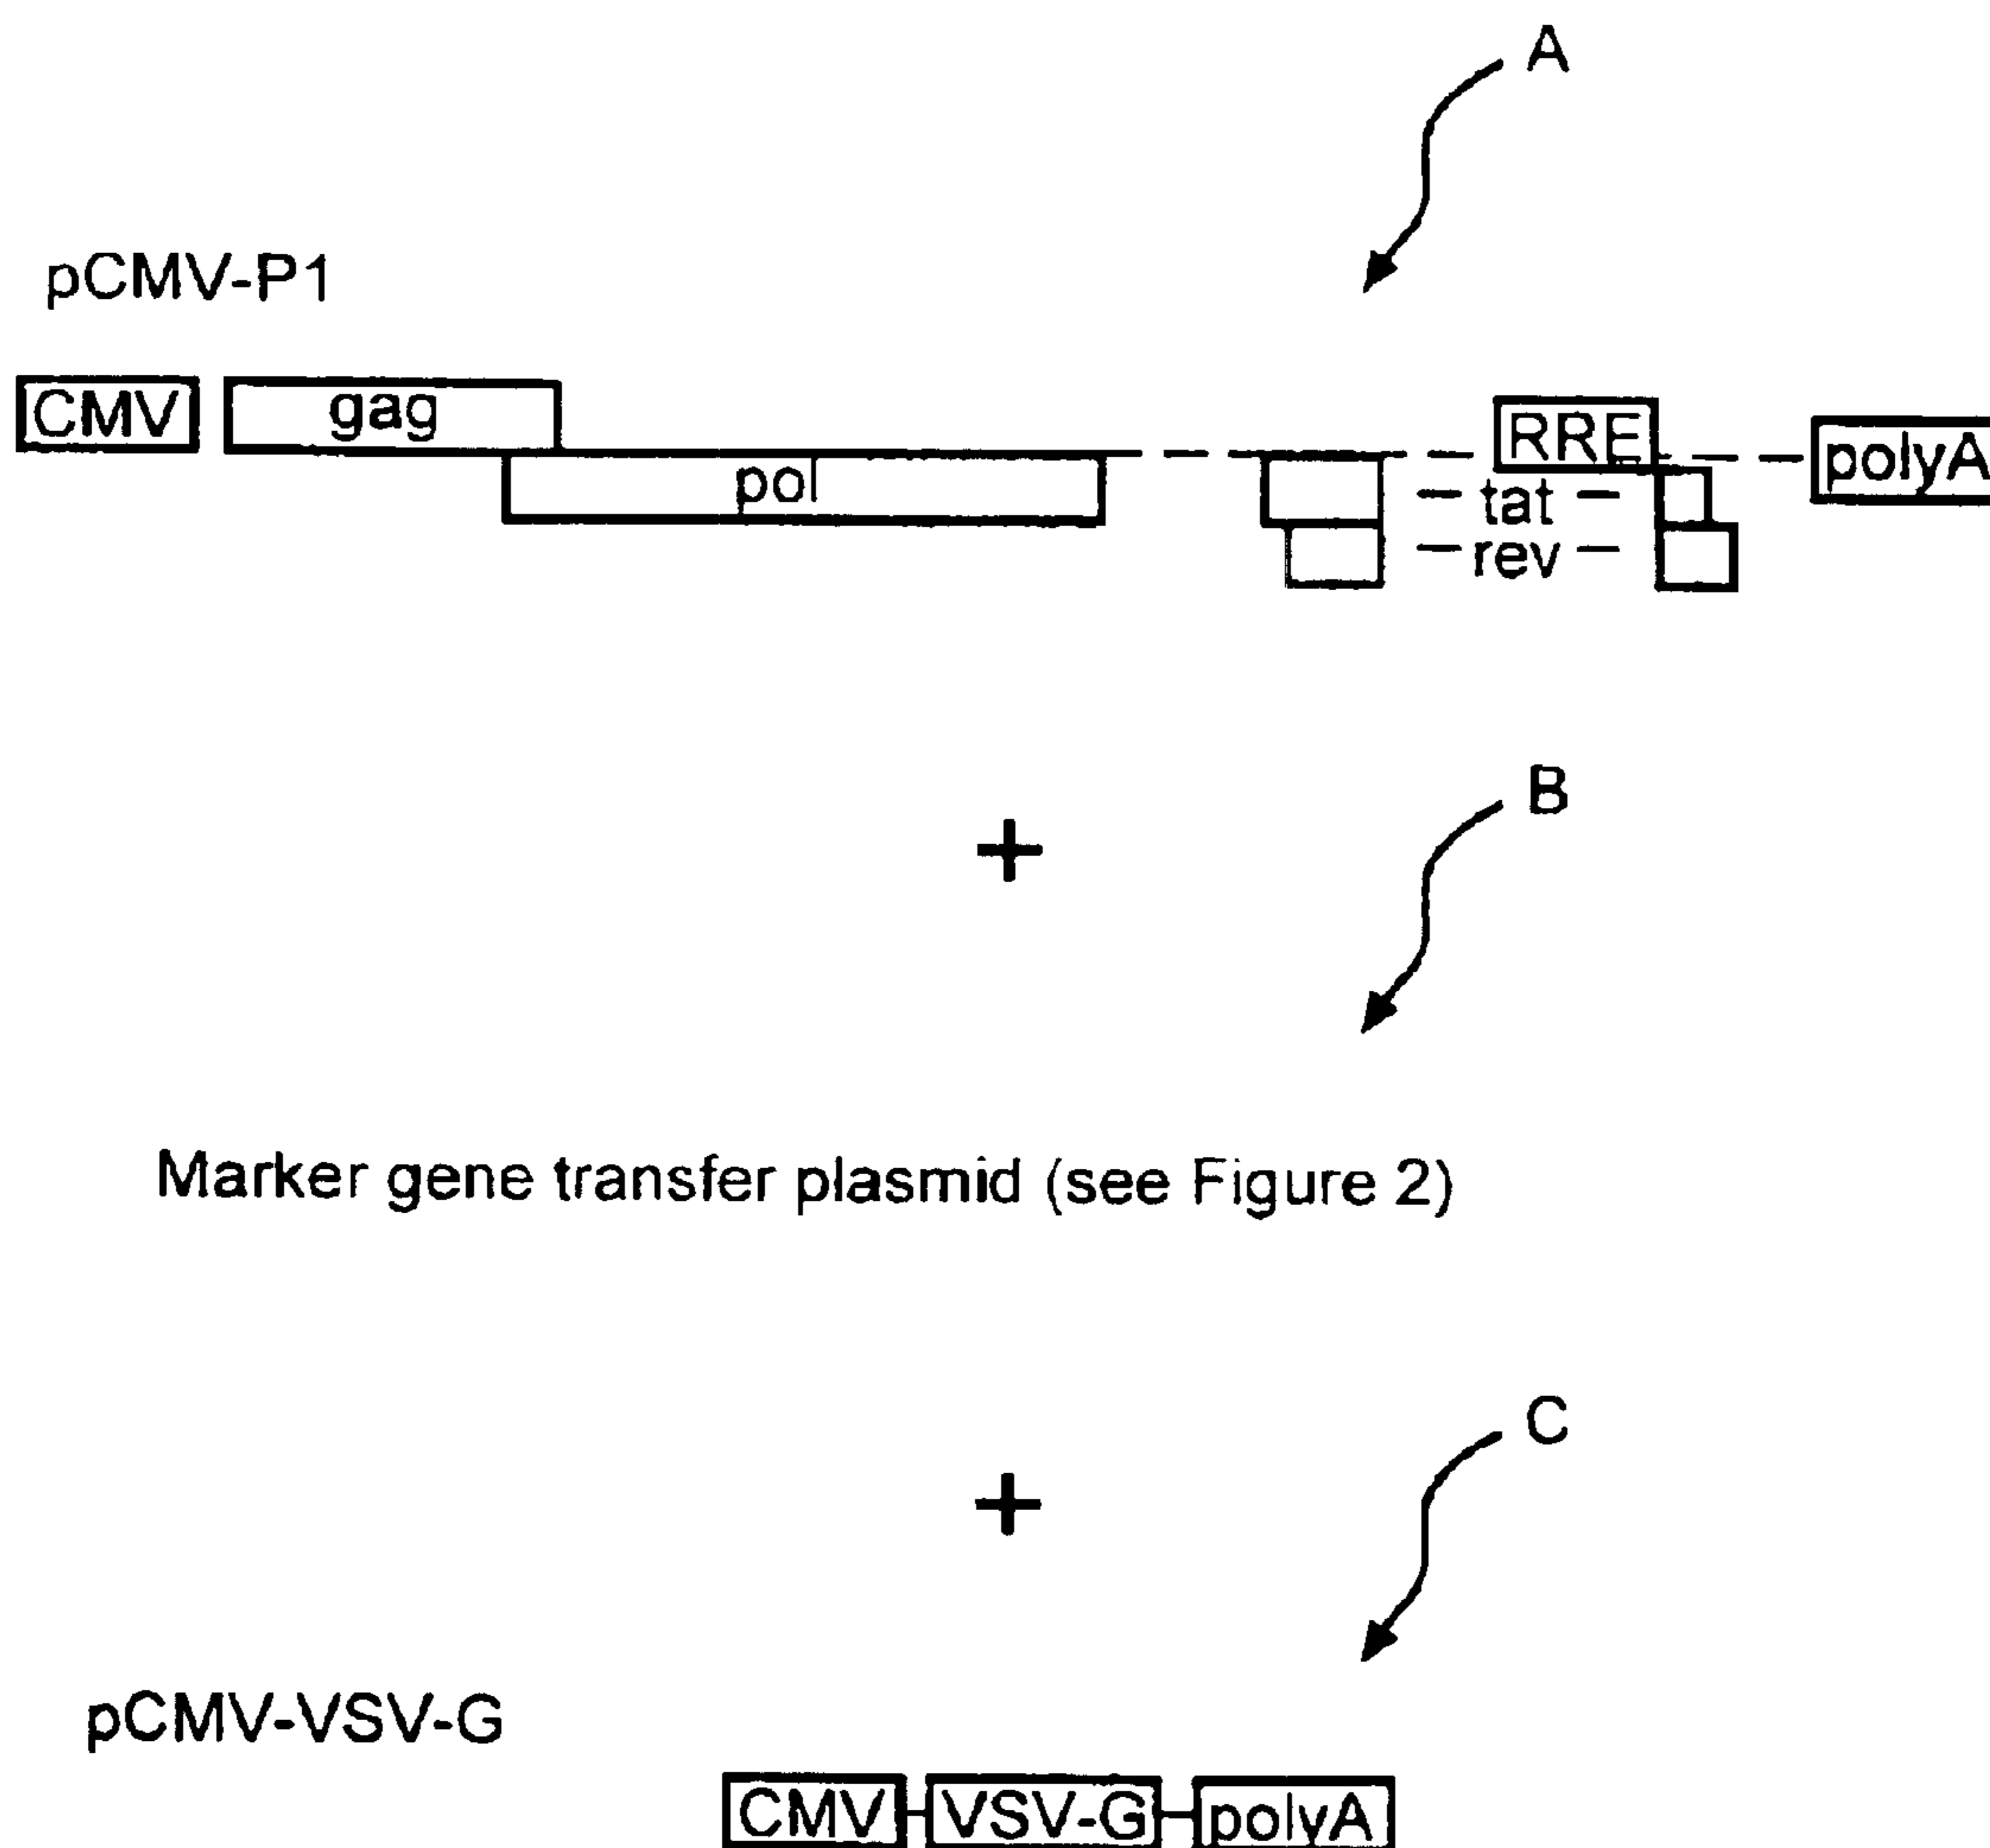 A
pCMV-P1
CMV gag RRE polyA
pol tat
rev
+ B
Marker gene transfer plasmid (see Figure 2)
+ C
pCMV-VSV-G
CMV VSV-G polyA